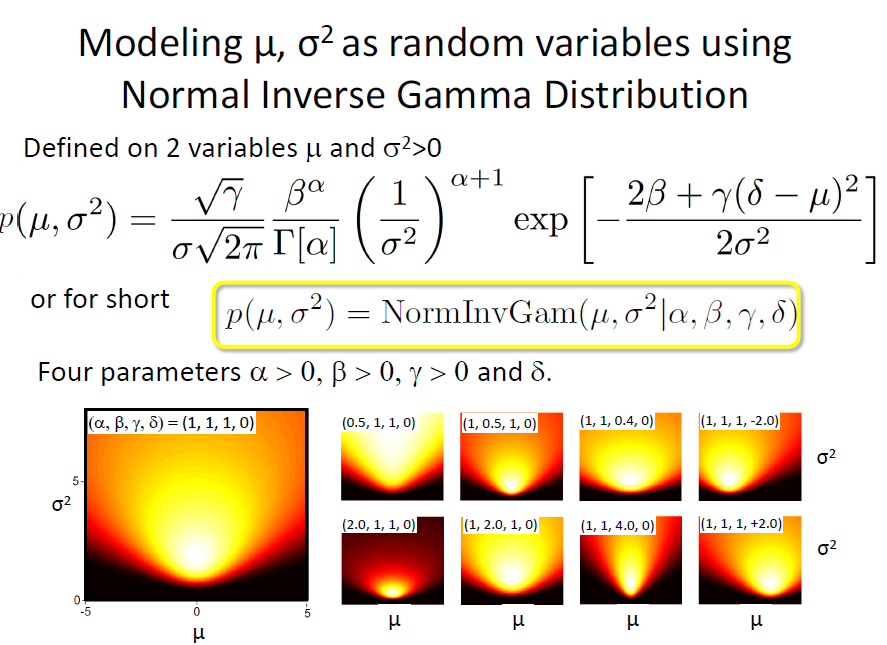 Modeling μ, σ² as random variables using
Normal Inverse Gamma Distribution
Defined on 2 variables μ and σ²>0
p(μ, σ²) = √γ / σ√2π β^α / Γ[α] (1 / σ²)^(α+1) exp [ − 2β + γ(δ − μ)² / 2σ² ]
or for short
p(μ, σ²) = NormInvGam(μ, σ²|α, β, γ, δ)
Four parameters α > 0, β > 0, γ > 0 and δ.
(α, β, γ, δ) = (1, 1, 1, 0)
(0.5, 1, 1, 0) (1, 0.5, 1, 0) (1, 1, 0.4, 0) (1, 1, 1, -2.0)
σ²
5
σ²
(2.0, 1, 1, 0) (1, 2.0, 1, 0) (1, 1, 4.0, 0) (1, 1, 1, +2.0)
σ²
0
-5 0 5
μ
μ μ μ μ